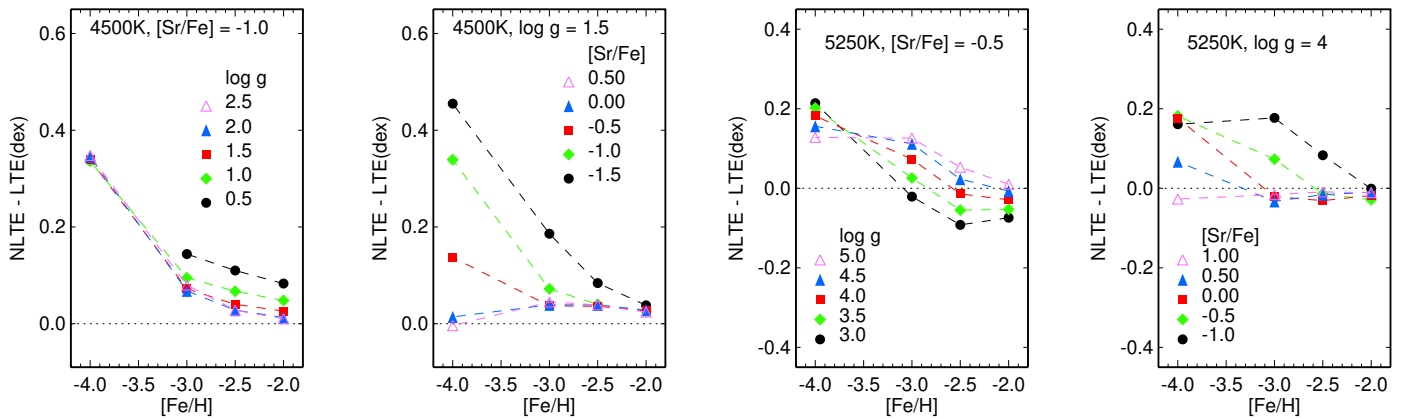 4500K, [Sr/Fe] = -1.0
log g
2.5
2.0
1.5
1.0
0.5
0.6
0.4
0.2
0.0
NLTE - LTE(dex)
-4.0 -3.5 -3.0 -2.5 -2.0
[Fe/H]
4500K, log g = 1.5
[Sr/Fe]
0.50
0.00
-0.5
-1.0
-1.5
0.6
0.4
0.2
0.0
NLTE - LTE(dex)
-4.0 -3.5 -3.0 -2.5 -2.0
[Fe/H]
5250K, [Sr/Fe] = -0.5
0.4
0.2
0.0
-0.2
-0.4
NLTE - LTE(dex)
log g
5.0
4.5
4.0
3.5
3.0
-4.0 -3.5 -3.0 -2.5 -2.0
[Fe/H]
5250K, log g = 4
0.4
0.2
0.0
-0.2
-0.4
NLTE - LTE(dex)
[Sr/Fe]
1.00
0.50
0.00
-0.5
-1.0
-4.0 -3.5 -3.0 -2.5 -2.0
[Fe/H]